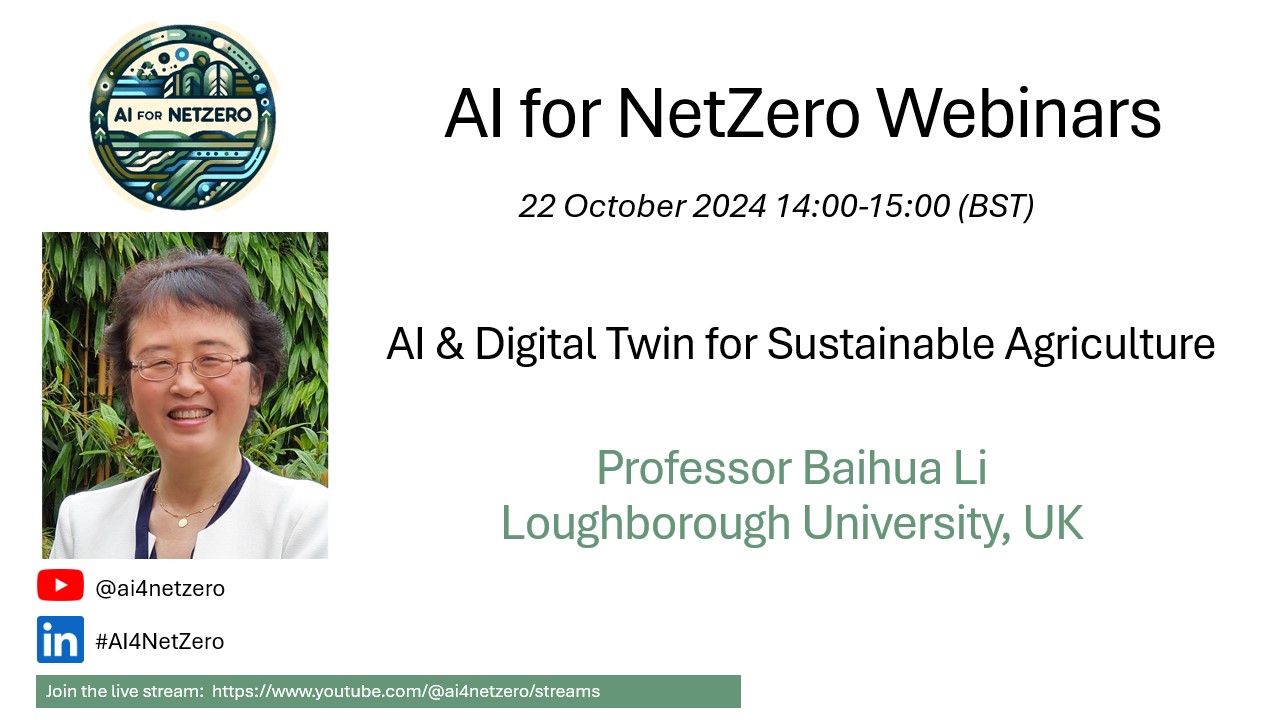 AI FOR NETZERO
AI for NetZero Webinars
22 October 2024 14:00-15:00 (BST)
AI & Digital Twin for Sustainable Agriculture
Professor Baihua Li
Loughborough University, UK
@ai4netzero
in
#AI4NetZero
Join the live stream: https://www.youtube.com/@ai4netzero/streams